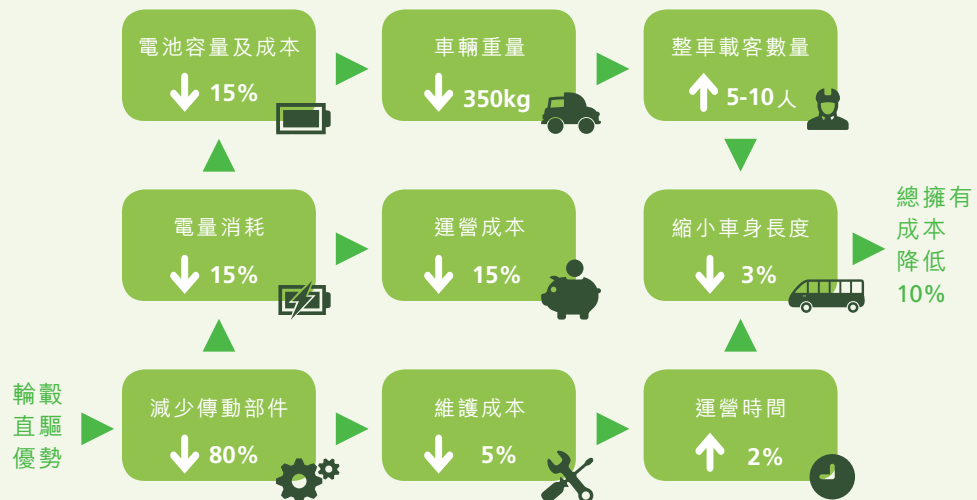 電池容量及成本
15%
車輛重量
350kg
整車載客數量
5-10人
電量消耗
15%
運營成本
15%
縮小車身長度
3%
總擁有
成本
降低
10%
輪轂
直驅
優勢
減少傳動部件
80%
維護成本
5%
運營時間
2%